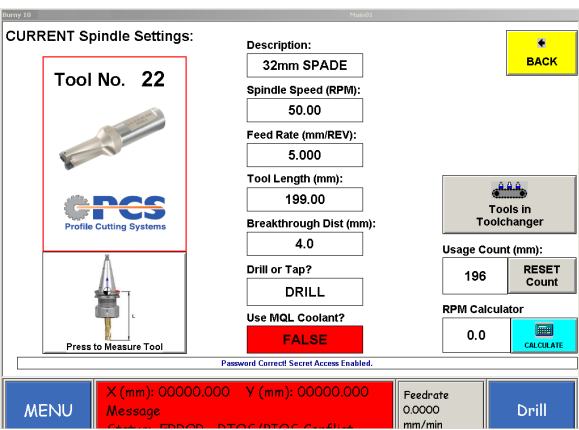 Burny 10
Main01
CURRENT Spindle Settings:
Tool No. 22
PCS
Profile Cutting Systems
L
Press to Measure Tool
Description:
32mm SPADE
Spindle Speed (RPM):
50.00
Feed Rate (mm/REV):
5.000
Tool Length (mm):
199.00
Breakthrough Dist (mm):
4.0
Drill or Tap?
DRILL
Use MQL Coolant?
FALSE
BACK
Tools in
Toolchanger
Usage Count (mm):
196
RESET
Count
RPM Calculator
0.0
CALCULATE
Password Correct! Secret Access Enabled.
MENU
X (mm): 00000.000 Y (mm): 00000.000
Message
Status: ERROR
Conflict
Feedrate
0.0000
mm/min
Drill